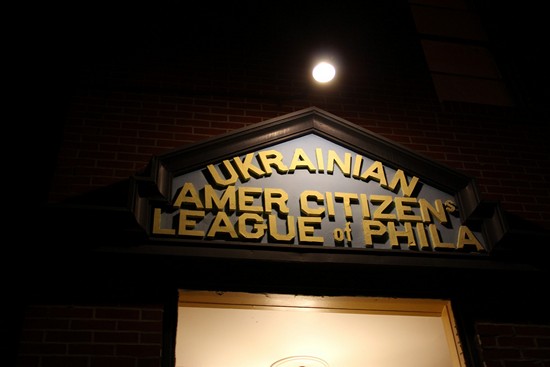 UKRAINIAN
AMER CITIZENS
LEAGUE of PHILA